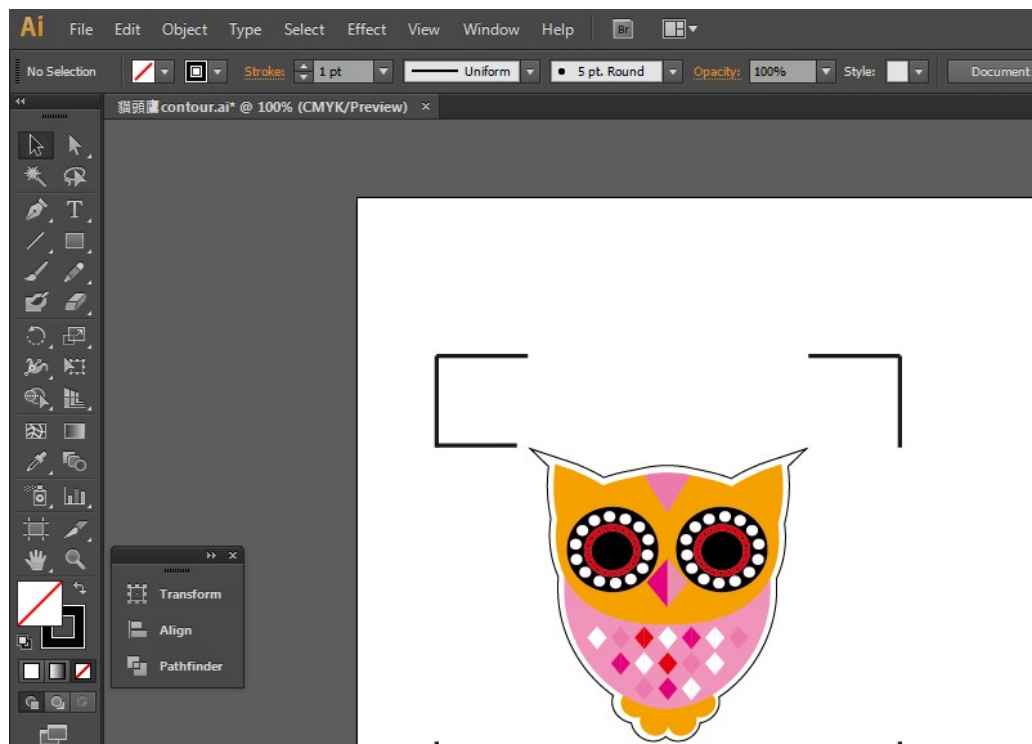 Ai File Edit Object Type Select Effect View Window Help Br
No Selection Stroke: 1 pt Uniform 5 pt. Round Opacity: 100% Style: Document
貓頭鷹contour.ai* @ 100% (CMYK/Preview) ×
T
Transform
Align
Pathfinder